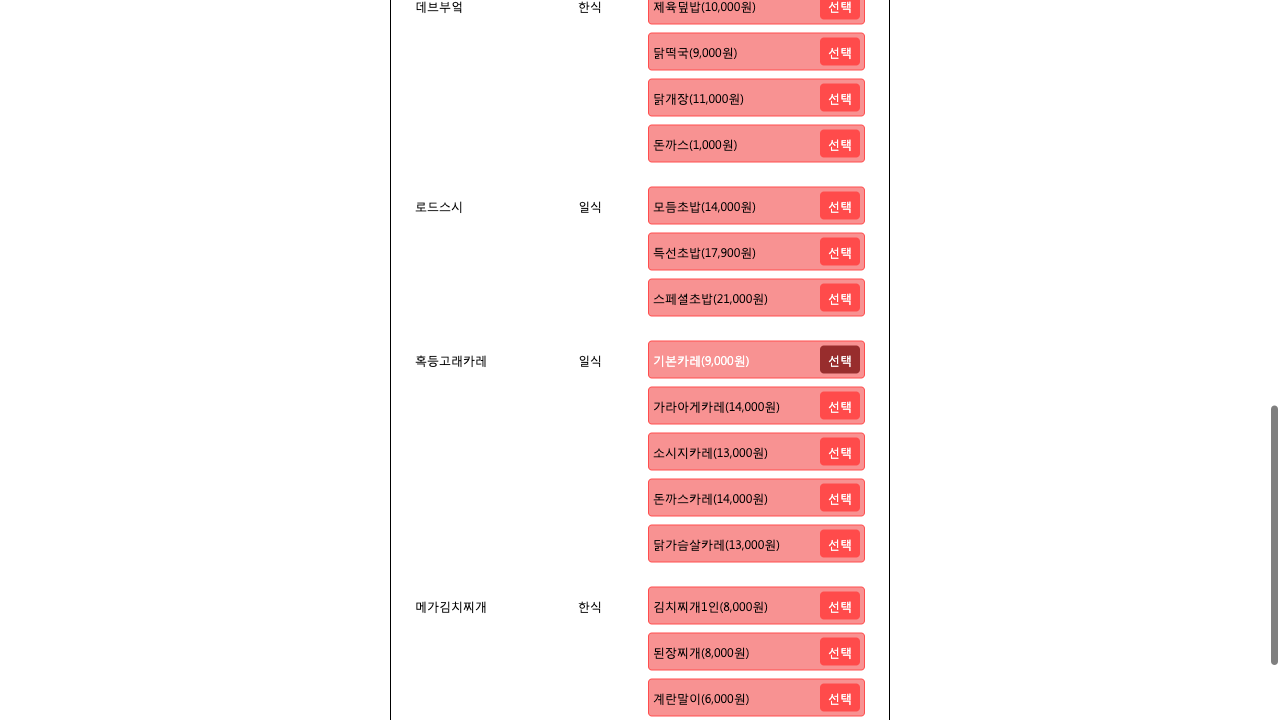 데브부엌 한식 제육덮밥(10,000원) 선택
닭떡국(9,000원) 선택
닭개장(11,000원) 선택
돈까스(1,000원) 선택
로드스시 일식 모듬초밥(14,000원) 선택
특선초밥(17,900원) 선택
스페셜초밥(21,000원) 선택
혹등고래카레 일식 기본카레(9,000원) 선택
가라아게카레(14,000원) 선택
소시지카레(13,000원) 선택
돈까스카레(14,000원) 선택
닭가슴살카레(13,000원) 선택
메가김치찌개 한식 김치찌개1인(8,000원) 선택
된장찌개(8,000원) 선택
계란말이(6,000원) 선택